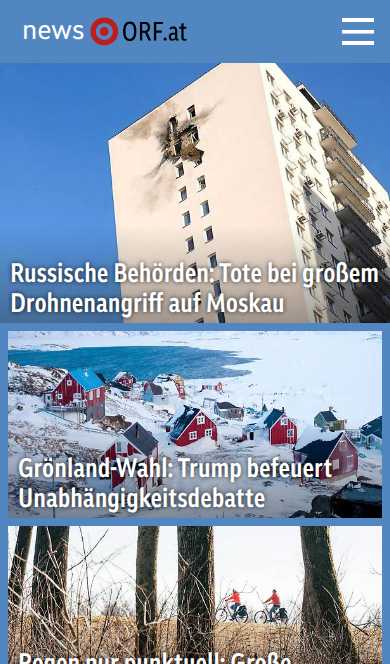 news ORF.at
Russische Behörden: Tote bei großem
Drohnenangriff auf Moskau
Grönland-Wahl: Trump befeuert
Unabhängigkeitsdebatte
Regen nur punktuell: Große